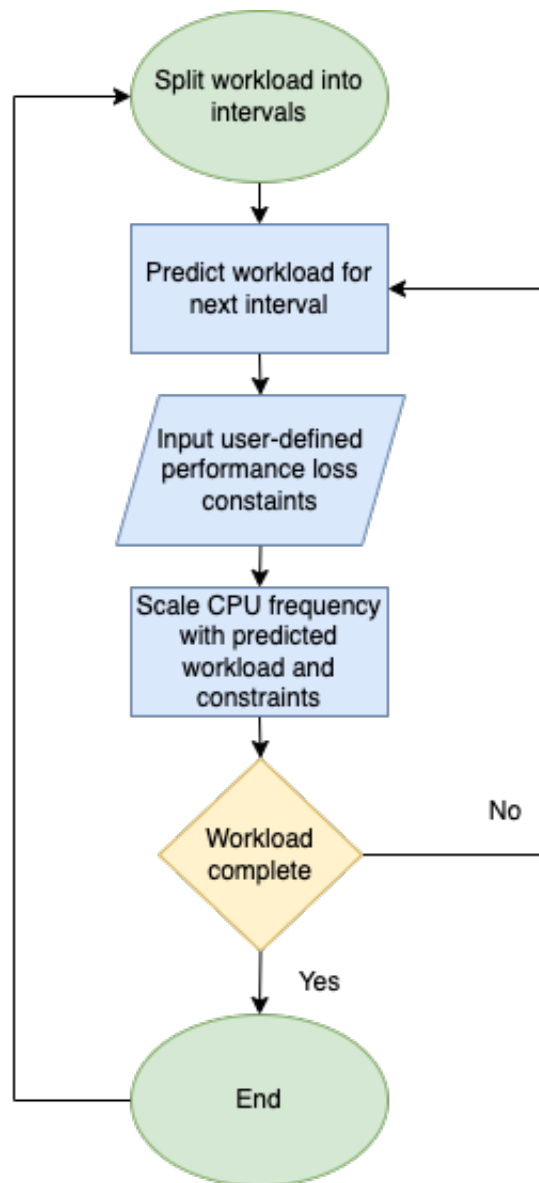 Split workload into
intervals
Predict workload for
next interval
Input user-defined
performance loss
constaints
Scale CPU frequency
with predicted
workload and
constraints
Workload
complete
No
Yes
End